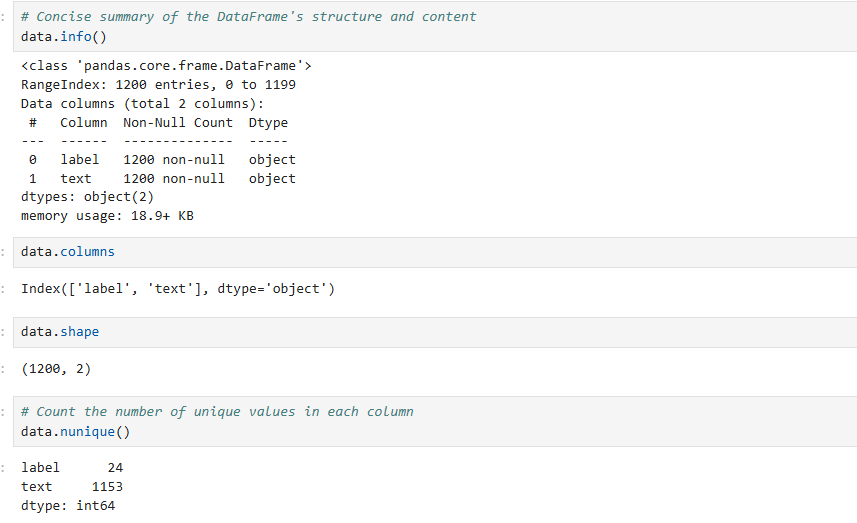 # Concise summary of the DataFrame's structure and content
data.info()
<class 'pandas.core.frame.DataFrame'>
RangeIndex: 1200 entries, 0 to 1199
Data columns (total 2 columns):
 #   Column  Non-Null Count  Dtype
---  ------  --------------  -----
 0   label   1200 non-null   object
 1   text    1200 non-null   object
dtypes: object(2)
memory usage: 18.9+ KB
data.columns
Index(['label', 'text'], dtype='object')
data.shape
(1200, 2)
# Count the number of unique values in each column
data.nunique()
label      24
text     1153
dtype: int64